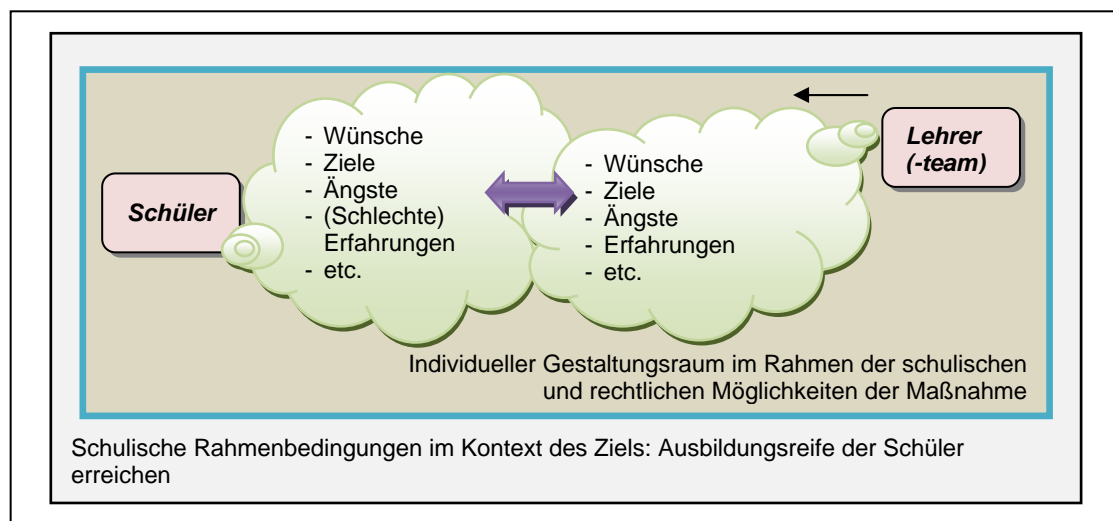 Schüler
- Wünsche
- Ziele
- Ängste
- (Schlechte)
Erfahrungen
- etc.
- Wünsche
- Ziele
- Ängste
- Erfahrungen
- etc.
Lehrer
(-team)
Individueller Gestaltungsraum im Rahmen der schulischen
und rechtlichen Möglichkeiten der Maßnahme
Schulische Rahmenbedingungen im Kontext des Ziels: Ausbildungsreife der Schüler
erreichen